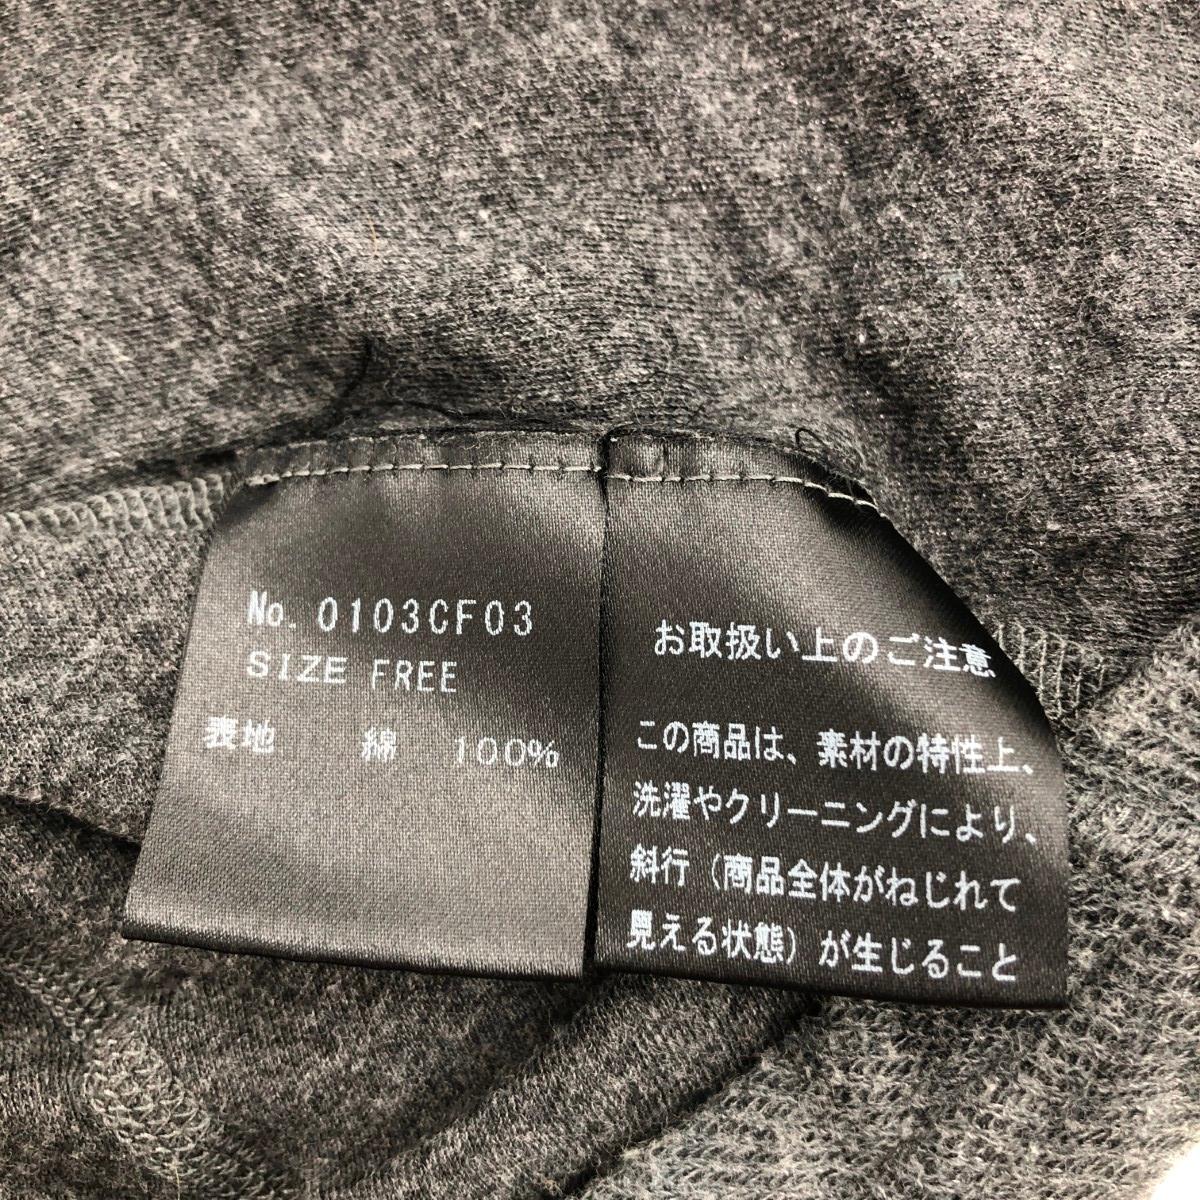 No. 0103CF03
SIZE FREE
表地 綿 100%
お取扱い上のご注意
この商品は、素材の特性上、
洗濯やクリーニングにより、
斜行(商品全体がねじれて
見える状態)が生じること